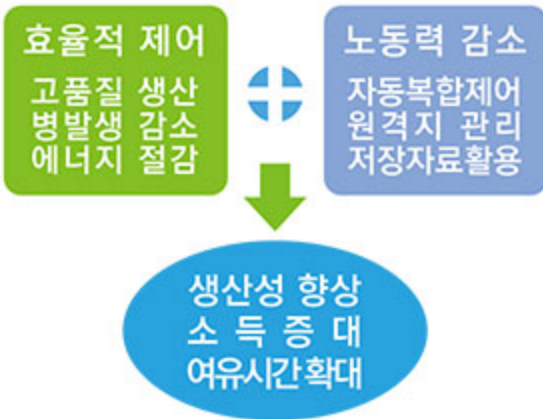 효율적 제어
고품질 생산
병발생 감소
에너지 절감
노동력 감소
자동복합제어
원격지 관리
저장자료활용
생산성 향상
소 득 증 대
여유시간 확대